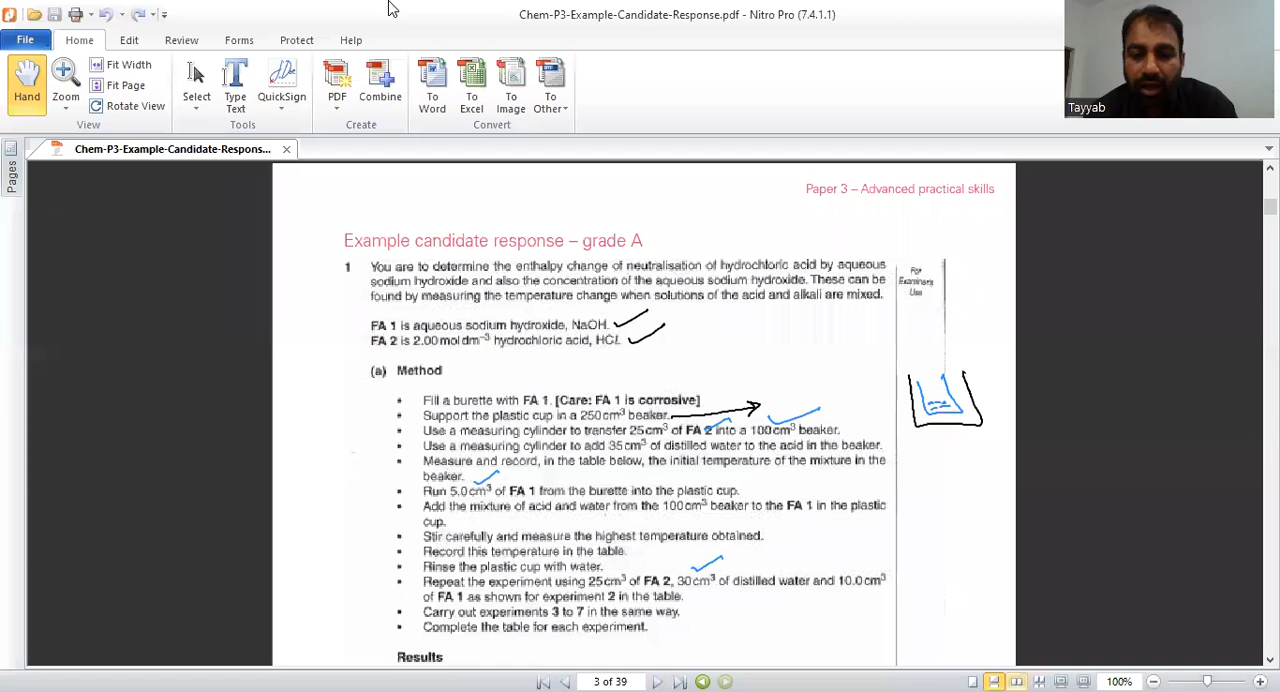 Chem-P3-Example-Candidate-Response.pdf - Nitro Pro (7.4.1.1)
File Home Edit Review Forms Protect Help
Hand
Zoom
Fit Width
Fit Page
Rotate View
View
Select
Type Text
QuickSign
Tools
PDF
Combine
Create
To Word
To Excel
To Image
To Other
Convert
Tayyab
Chem-P3-Example-Candidate-Respons...
Pages
Paper 3 – Advanced practical skills
Example candidate response – grade A
For
Examiner's
Use
1 You are to determine the enthalpy change of neutralisation of hydrochloric acid by aqueous
sodium hydroxide and also the concentration of the aqueous sodium hydroxide. These can be
found by measuring the temperature change when solutions of the acid and alkali are mixed.
FA 1 is aqueous sodium hydroxide, NaOH.
FA 2 is 2.00 mol dm⁻³ hydrochloric acid, HCl.
(a) Method
• Fill a burette with FA 1. [Care: FA 1 is corrosive]
• Support the plastic cup in a 250 cm³ beaker.
• Use a measuring cylinder to transfer 25 cm³ of FA 2 into a 100 cm³ beaker.
• Use a measuring cylinder to add 35 cm³ of distilled water to the acid in the beaker.
• Measure and record, in the table below, the initial temperature of the mixture in the
beaker.
• Run 5.0 cm³ of FA 1 from the burette into the plastic cup.
• Add the mixture of acid and water from the 100 cm³ beaker to the FA 1 in the plastic
cup.
• Stir carefully and measure the highest temperature obtained.
• Record this temperature in the table.
• Rinse the plastic cup with water.
• Repeat the experiment using 25 cm³ of FA 2, 30 cm³ of distilled water and 10.0 cm³
of FA 1 as shown for experiment 2 in the table.
• Carry out experiments 3 to 7 in the same way.
• Complete the table for each experiment.
Results
3 of 39
100%